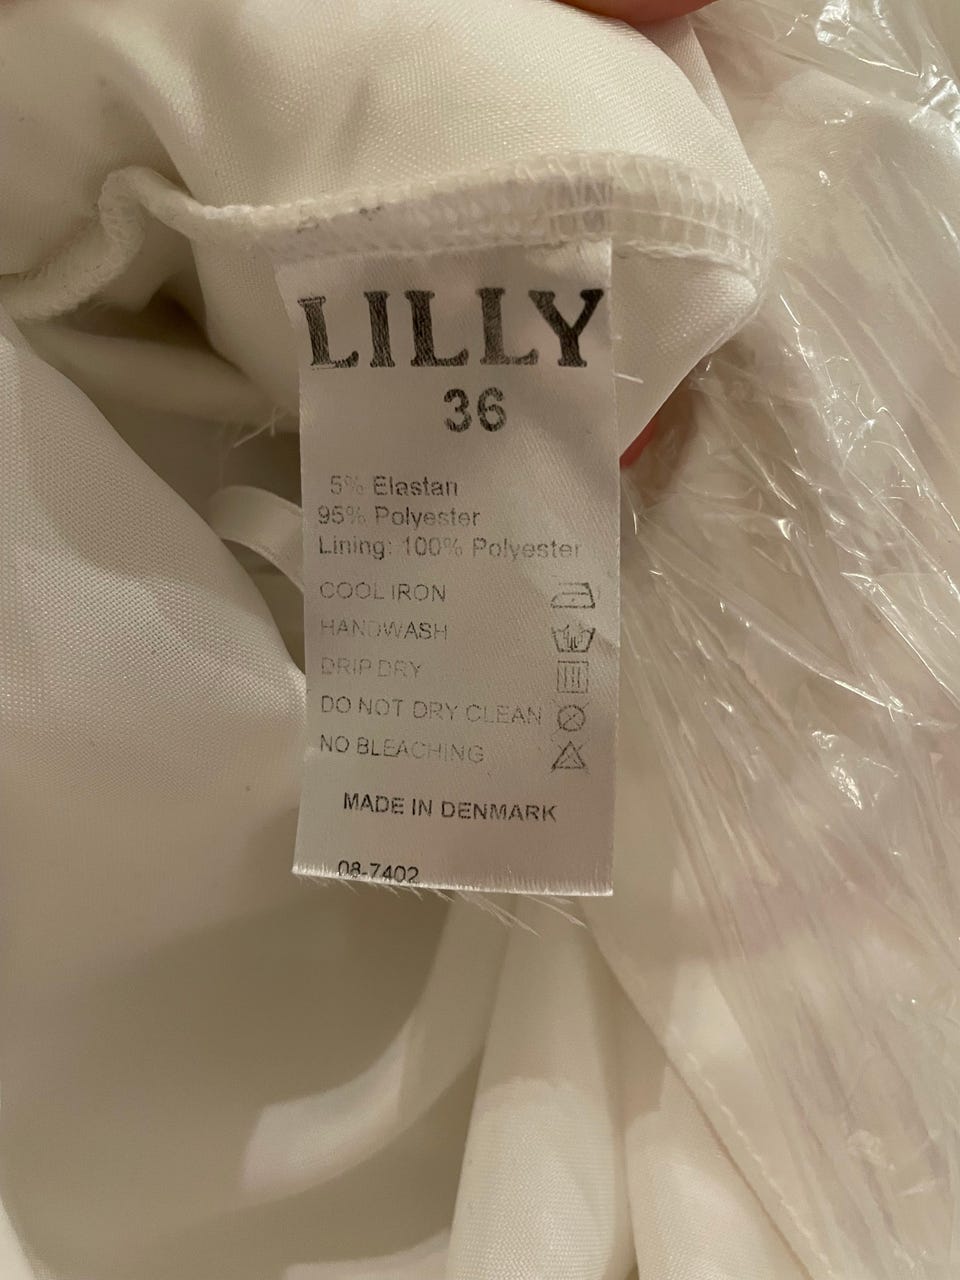 LILLY
36
5% Elastan
95% Polyester
Lining: 100% Polyester
COOL IRON
HANDWASH
DRIP DRY
DO NOT DRY CLEAN
NO BLEACHING
MADE IN DENMARK
08-7402